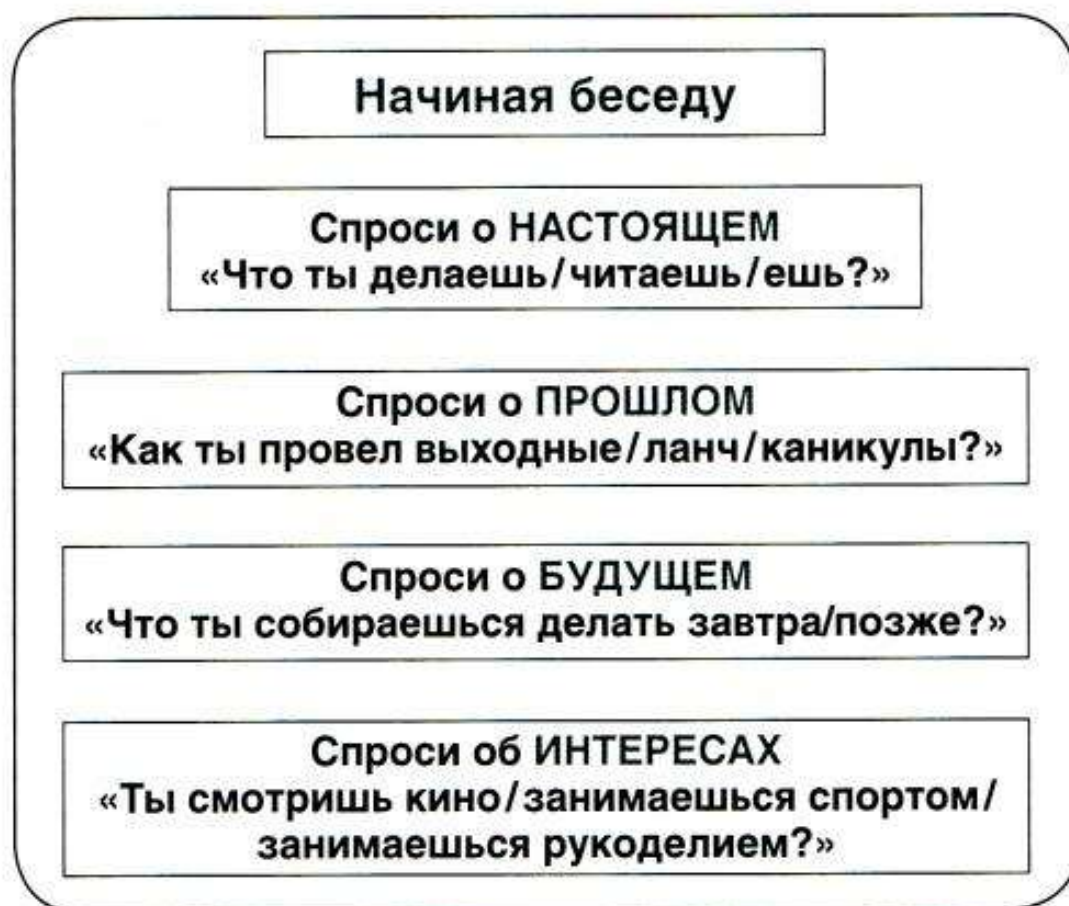 Начиная беседу
Спроси о НАСТОЯЩЕМ
«Что ты делаешь/читаешь/ешь?»
Спроси о ПРОШЛОМ
«Как ты провел выходные/ланч/каникулы?»
Спроси о БУДУЩЕМ
«Что ты собираешься делать завтра/позже?»
Спроси об ИНТЕРЕСАХ
«Ты смотришь кино/занимаешься спортом/
занимаешься рукоделием?»